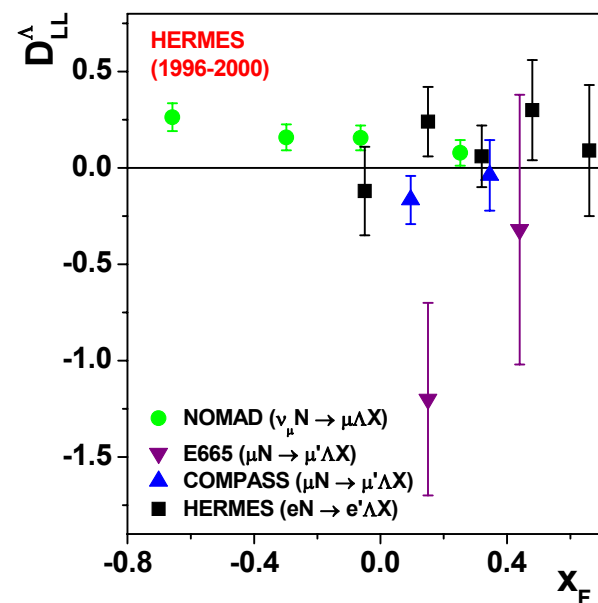 D_LL^Λ
HERMES
(1996-2000)
0.5
0.0
-0.5
-1.0
-1.5
NOMAD (ν_μN → μΛX)
E665 (μN → μ'ΛX)
COMPASS (μN → μ'ΛX)
HERMES (eN → e'ΛX)
-0.8 -0.4 0.0 0.4
x_F